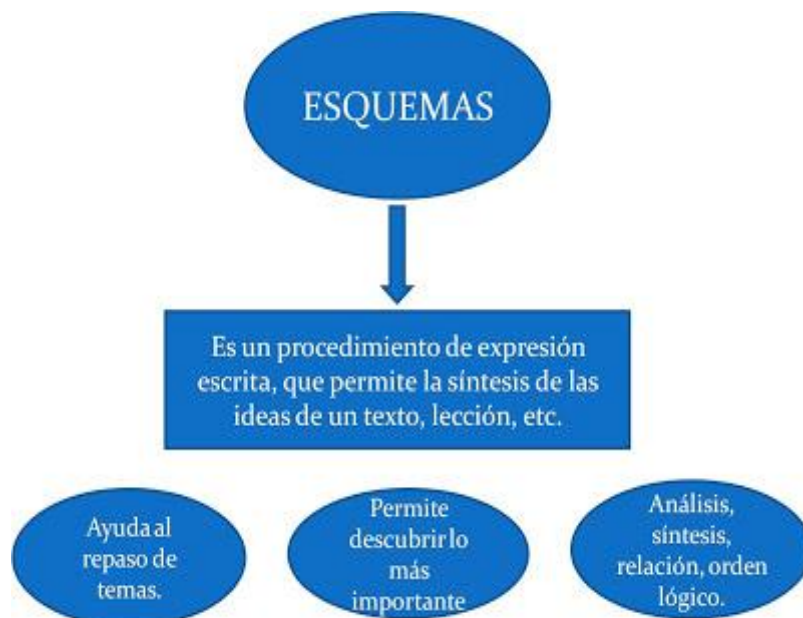 ESQUEMAS
Es un procedimiento de expresión
escrita, que permite la síntesis de las
ideas de un texto, lección, etc.
Ayuda al
repaso de
temas.
Permite
descubrir lo
más
importante
Análisis,
síntesis,
relación, orden
lógico.